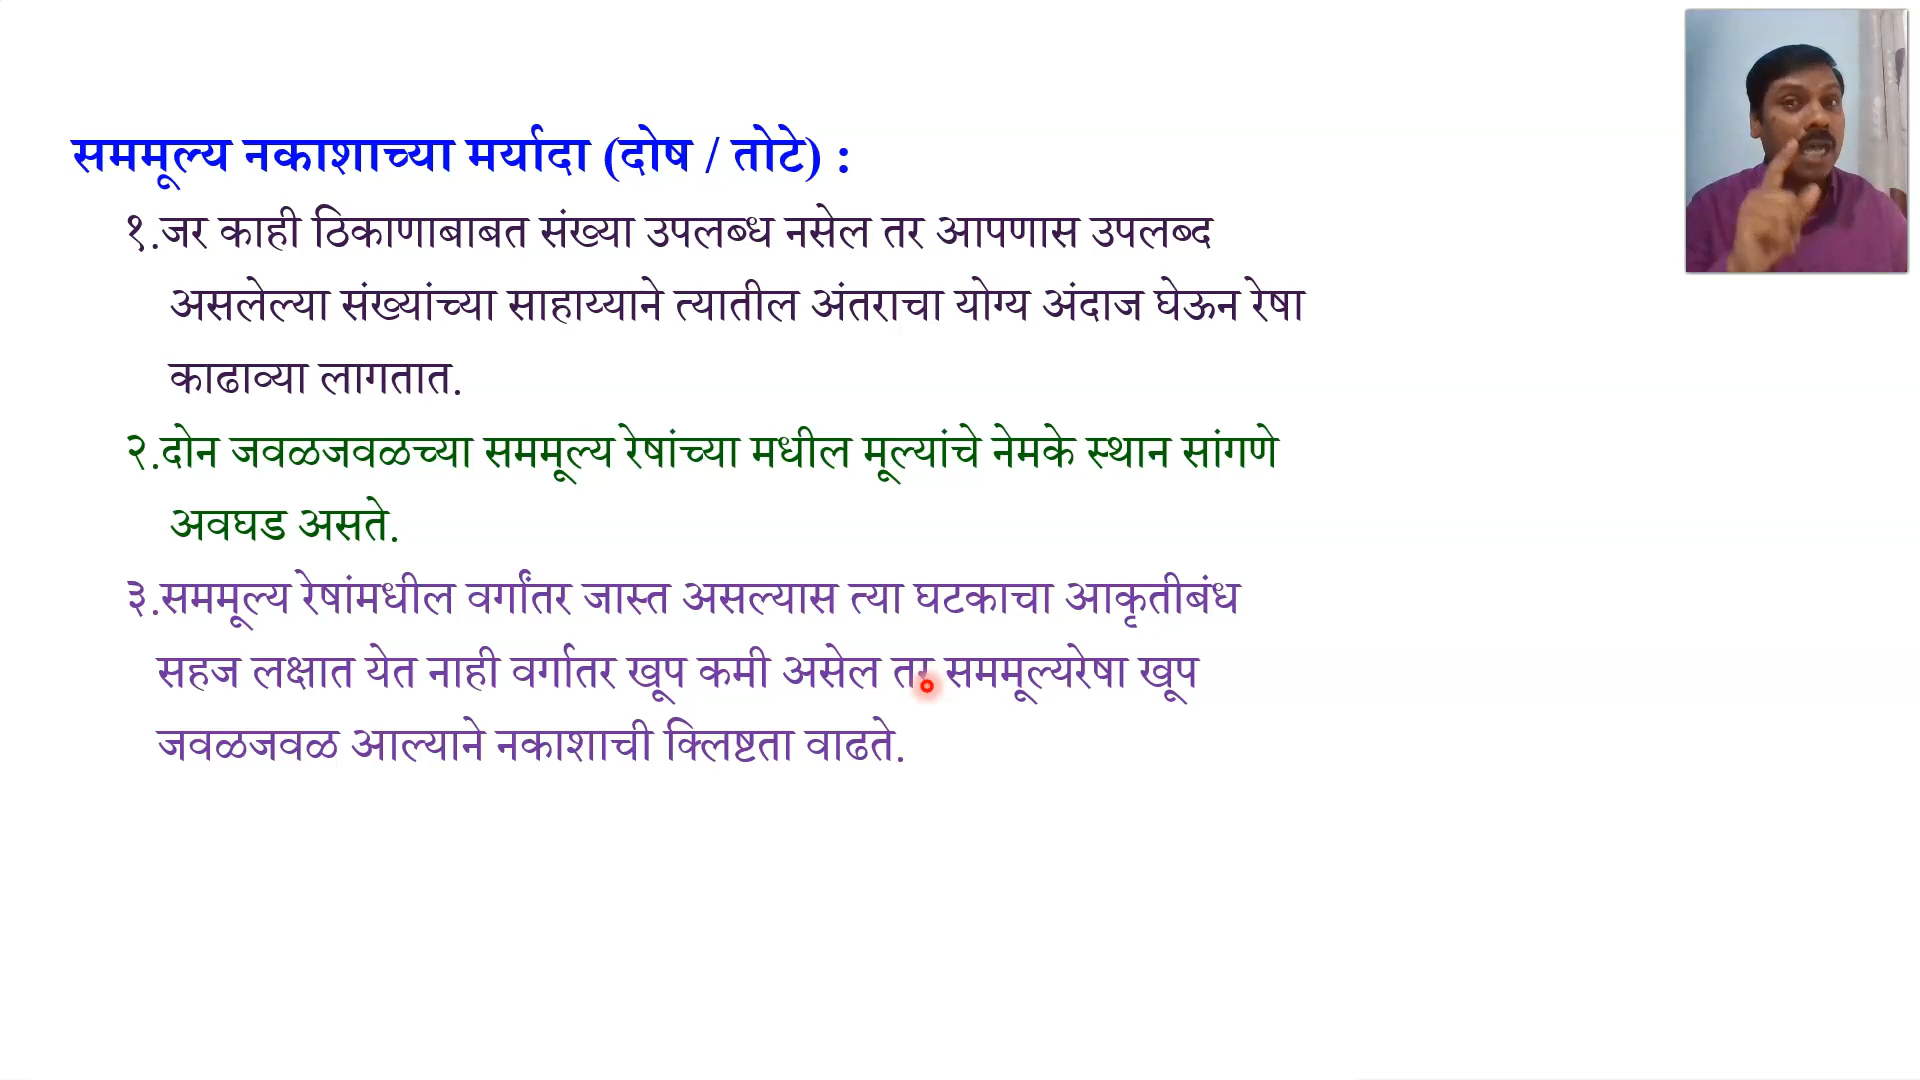 सममूल्य नकाशाच्या मर्यादा (दोष / तोटे) :
१.जर काही ठिकाणाबाबत संख्या उपलब्ध नसेल तर आपणास उपलब्द
असलेल्या संख्यांच्या साहाय्याने त्यातील अंतराचा योग्य अंदाज घेऊन रेषा
काढाव्या लागतात.
२.दोन जवळजवळच्या सममूल्य रेषांच्या मधील मूल्यांचे नेमके स्थान सांगणे
अवघड असते.
३.सममूल्य रेषांमधील वर्गांतर जास्त असल्यास त्या घटकाचा आकृतीबंध
सहज लक्षात येत नाही वर्गातर खूप कमी असेल तर सममूल्यरेषा खूप
जवळजवळ आल्याने नकाशाची क्लिष्टता वाढते.